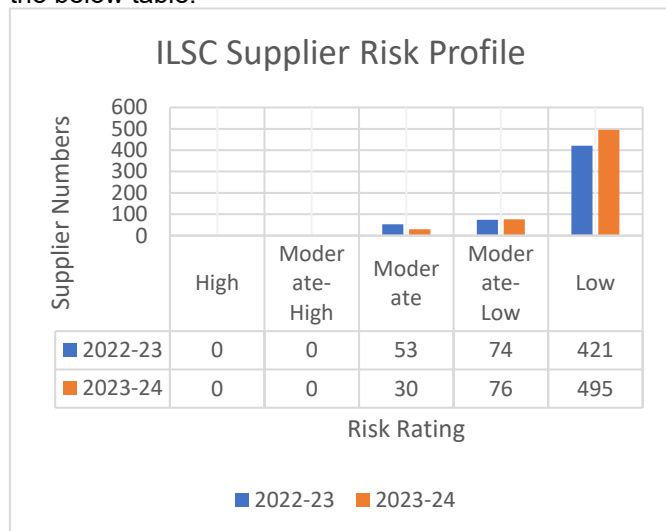 the below table.
ILSC Supplier Risk Profile
Supplier Numbers
600
500
400
300
200
100
0
High
Moder
ate-
High
Moder
ate
Moder
ate-
Low
Low
2022-23 0 0 53 74 421
2023-24 0 0 30 76 495
Risk Rating
2022-23 2023-24